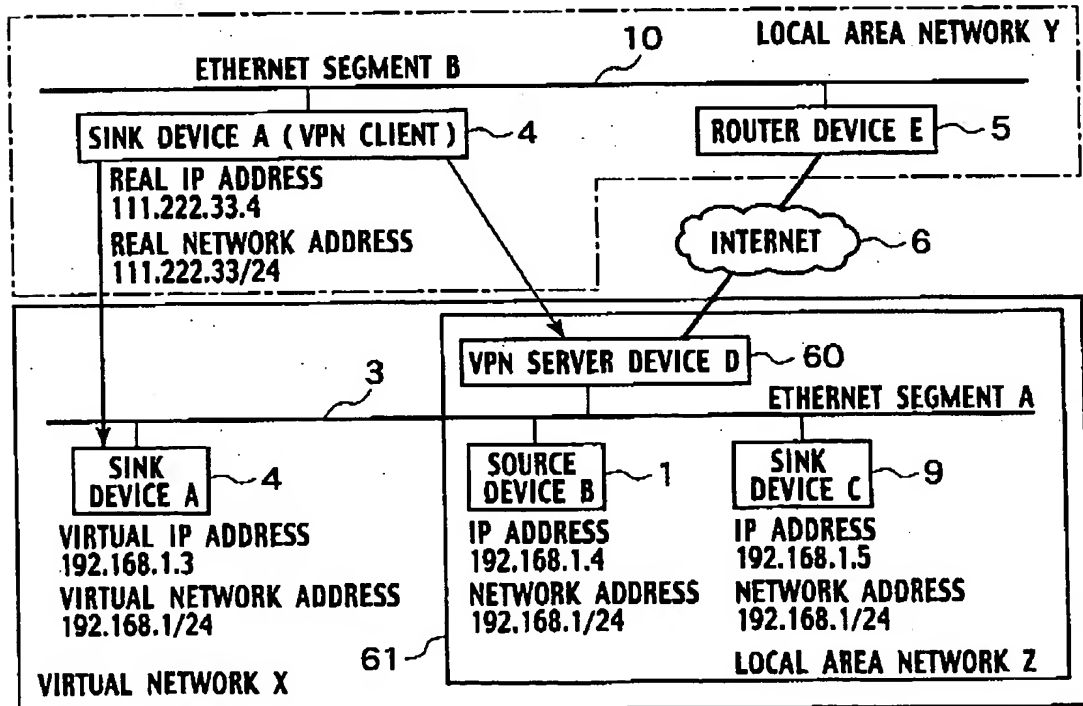 LOCAL AREA NETWORK Y
10
ETHERNET SEGMENT B
SINK DEVICE A (VPN CLIENT)
4
ROUTER DEVICE E
5
REAL IP ADDRESS
111.222.33.4
REAL NETWORK ADDRESS
111.222.33/24
INTERNET
6
VPN SERVER DEVICE D
60
3
ETHERNET SEGMENT A
SINK
DEVICE A
4
VIRTUAL IP ADDRESS
192.168.1.3
VIRTUAL NETWORK ADDRESS
192.168.1/24
SOURCE
DEVICE B
1
IP ADDRESS
192.168.1.4
NETWORK ADDRESS
192.168.1/24
SINK
DEVICE C
9
IP ADDRESS
192.168.1.5
NETWORK ADDRESS
192.168.1/24
61
LOCAL AREA NETWORK Z
VIRTUAL NETWORK X